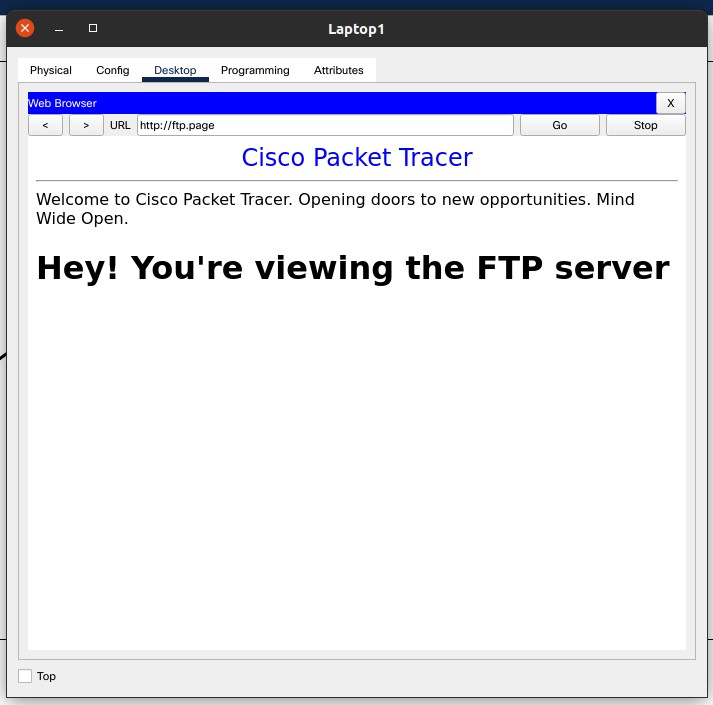 Laptop1
Physical Config Desktop Programming Attributes
Web Browser X
< > URL http://ftp.page Go Stop
Cisco Packet Tracer
Welcome to Cisco Packet Tracer. Opening doors to new opportunities. Mind
Wide Open.
Hey! You're viewing the FTP server
Top